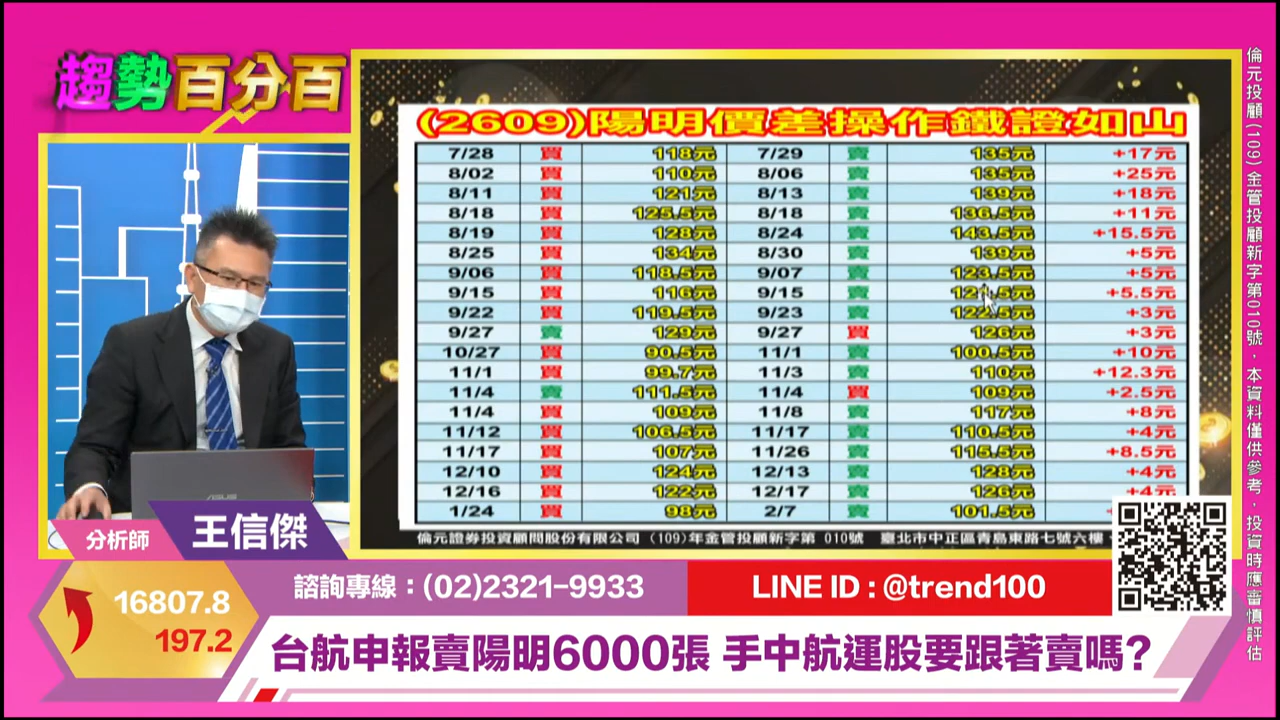 趨勢百分百
(2609)陽明價差操作鐵證如山
7/28 買 118元 7/29 賣 135元 +17元
8/02 買 110元 8/06 賣 135元 +25元
8/11 買 121元 8/13 賣 139元 +18元
8/18 買 125.5元 8/18 賣 136.5元 +11元
8/19 買 128元 8/24 賣 143.5元 +15.5元
8/25 買 134元 8/30 賣 139元 +5元
9/06 買 118.5元 9/07 賣 123.5元 +5元
9/15 買 116元 9/15 賣 +5.5元
9/22 買 119.5元 9/23 賣 122.5元 +3元
9/27 賣 129元 9/27 買 126元 +3元
10/27 買 90.5元 11/1 賣 100.5元 +10元
11/1 買 99.7元 11/3 賣 110元 +12.3元
11/4 賣 111.5元 11/4 買 109元 +2.5元
11/4 買 109元 11/8 賣 117元 +8元
11/12 買 106.5元 11/17 賣 110.5元 +4元
11/17 買 107元 11/26 賣 115.5元 +8.5元
12/10 買 124元 12/13 賣 128元 +4元
12/16 買 122元 12/17 賣 126元 +4元
1/24 買 98元 2/7 賣 101.5元
倫元證券投資顧問股份有限公司 (109)年金管投顧新字第 010號 臺北市中正區青島東路七號六樓
倫元投顧(109)金管投顧新字第010號，本資料僅供參考，投資時應審慎評估
ASUS
分析師 王信傑
諮詢專線：(02)2321-9933
LINE ID : @trend100
16807.8
197.2
台航申報賣陽明6000張 手中航運股要跟著賣嗎?